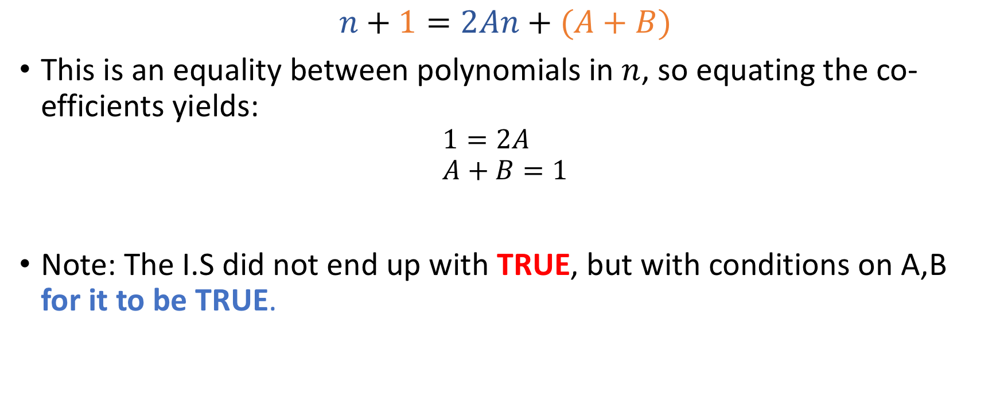 n + 1 = 2An + (A + B)
• This is an equality between polynomials in n, so equating the co-
efficients yields:
1 = 2A
A + B = 1
• Note: The I.S did not end up with TRUE, but with conditions on A,B
for it to be TRUE.